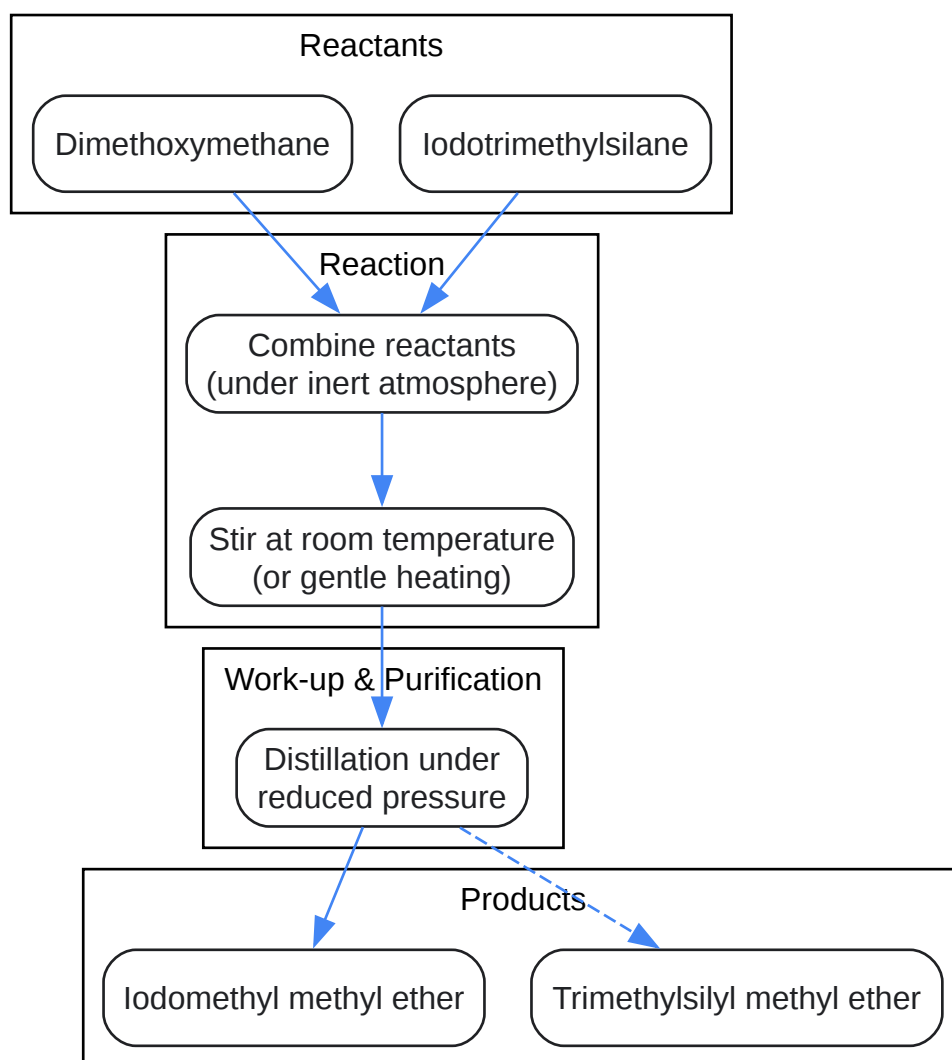 Reactants
Dimethoxymethane
Iodotrimethylsilane
Reaction
Combine reactants
(under inert atmosphere)
Stir at room temperature
(or gentle heating)
Work-up & Purification
Distillation under
reduced pressure
Products
Iodomethyl methyl ether
Trimethylsilyl methyl ether